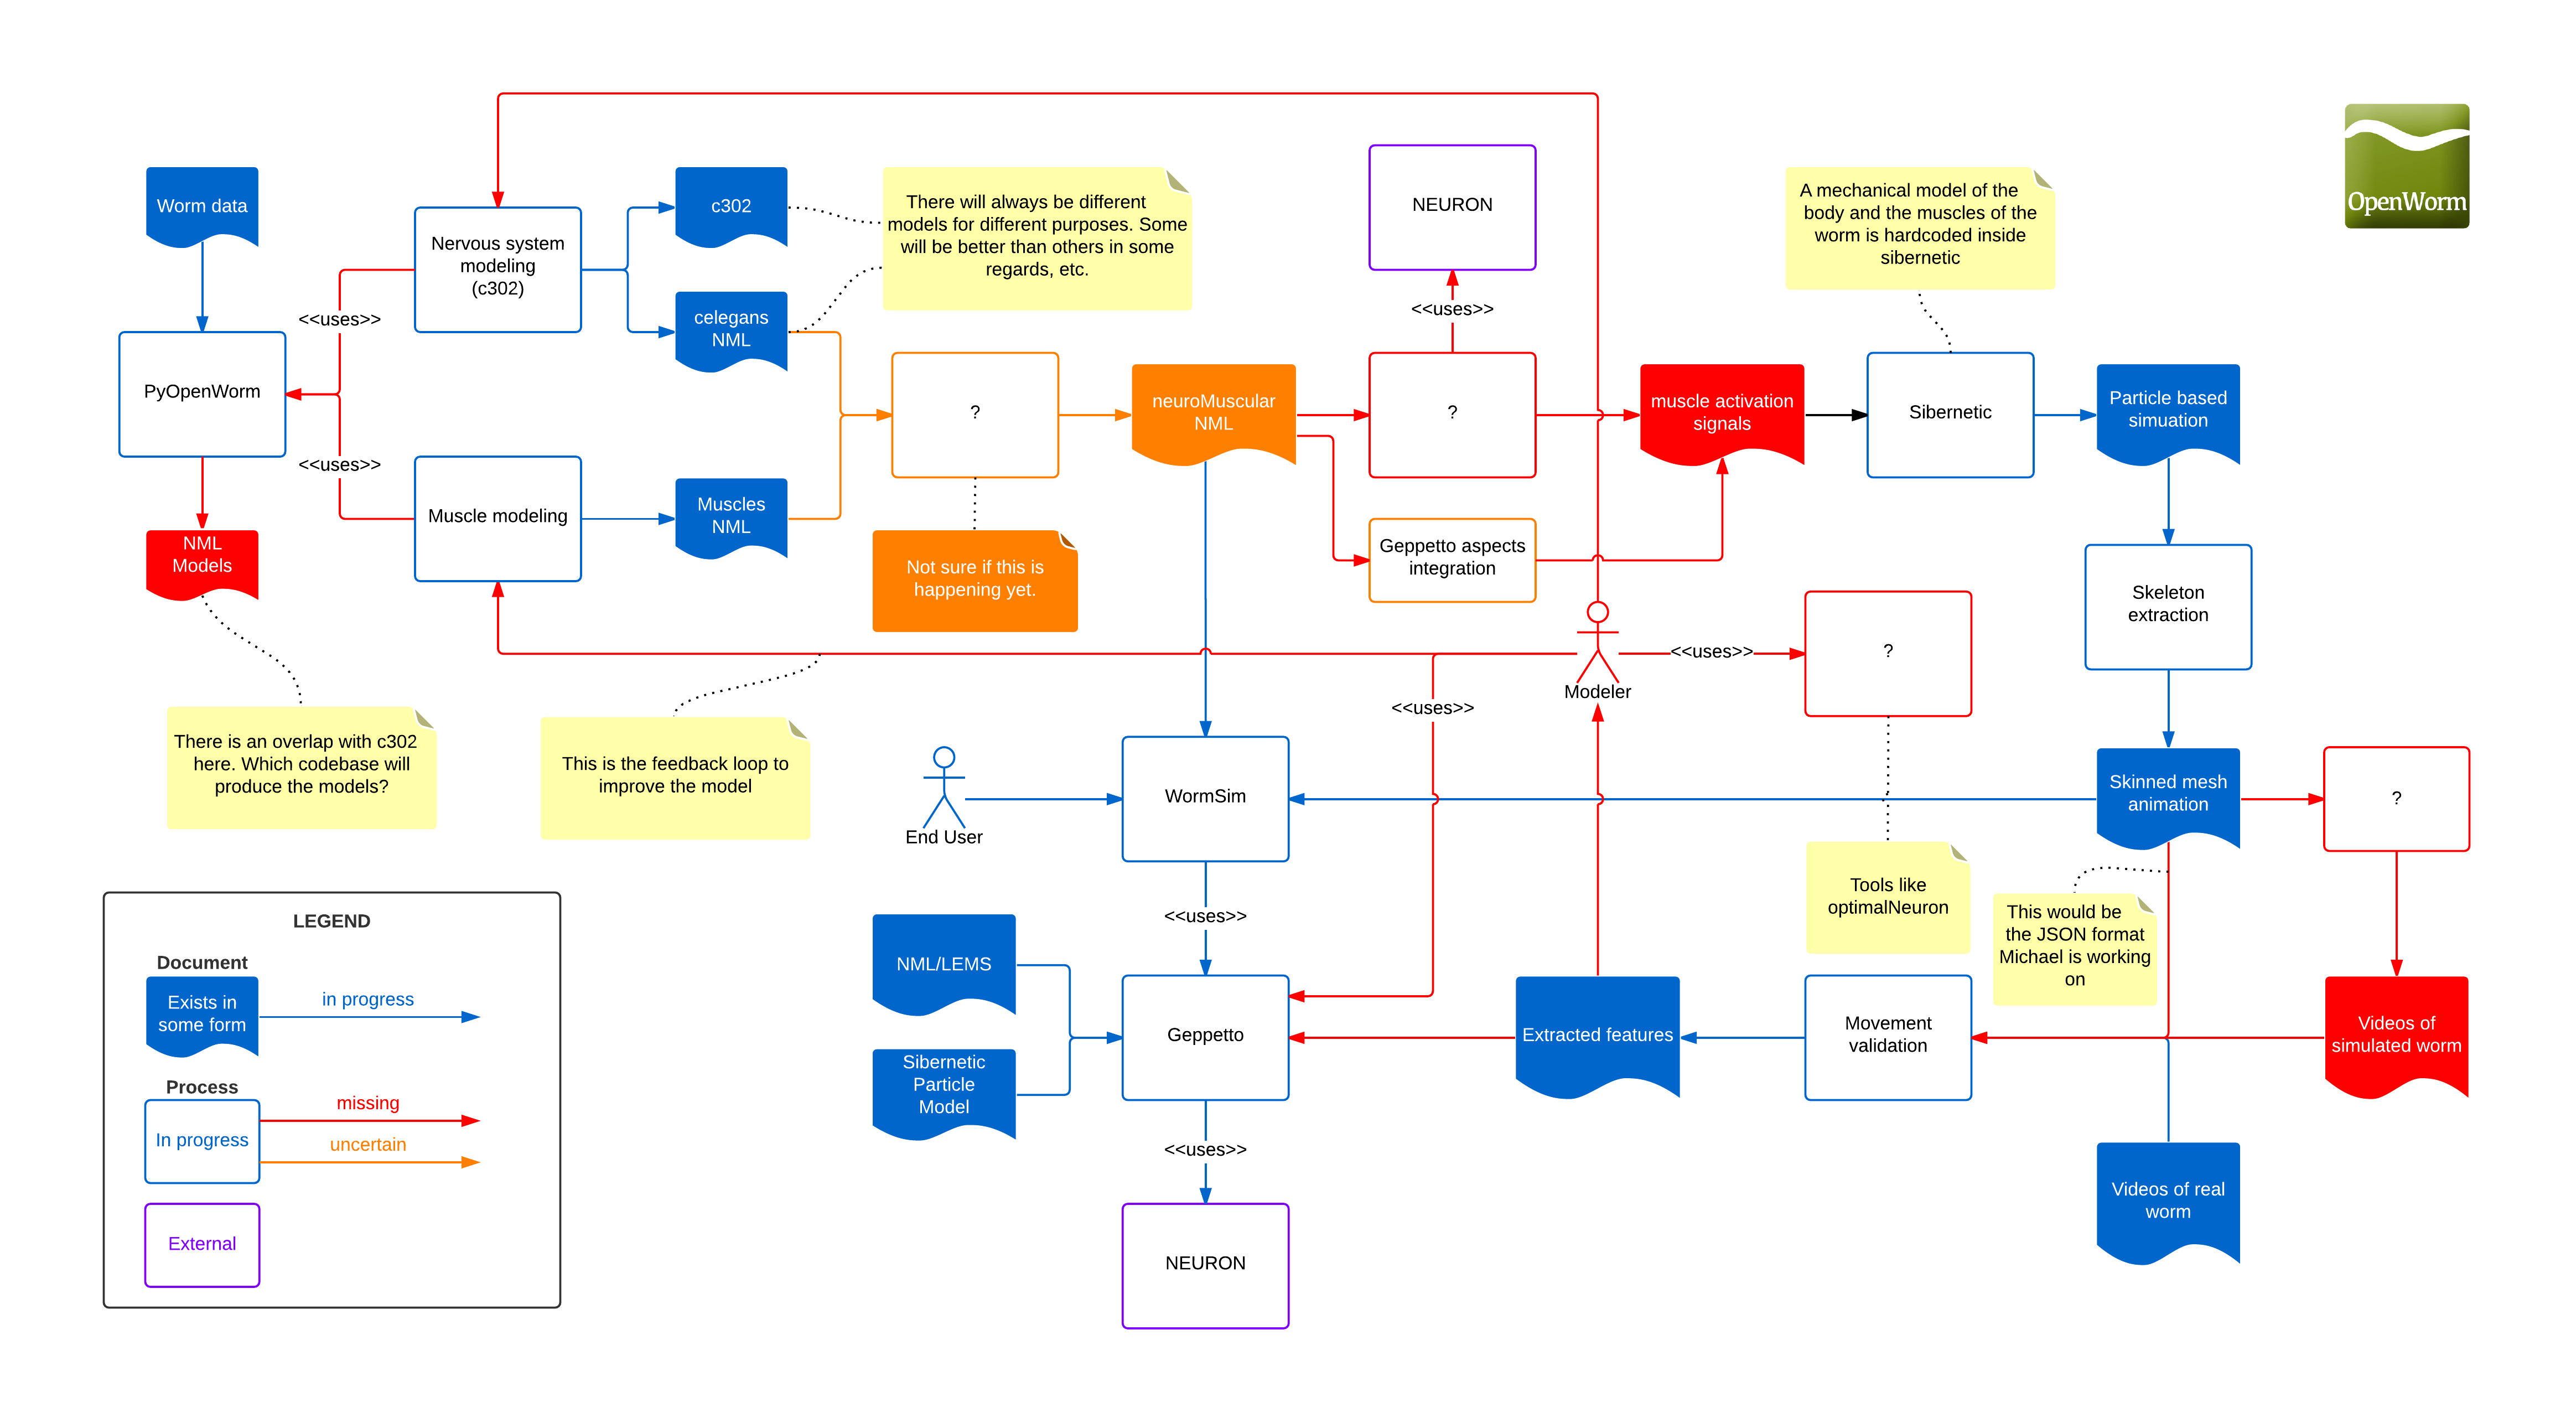 OpenWorm
Worm data
Nervous system
modeling
(c302)
c302
There will always be different
models for different purposes. Some
will be better than others in some
regards, etc.
NEURON
A mechanical model of the
body and the muscles of the
worm is hardcoded inside
sibernetic
<<uses>>
celegans
NML
<<uses>>
PyOpenWorm
?
neuroMuscular
NML
?
muscle activation
signals
Sibernetic
Particle based
simuation
<<uses>>
Muscle modeling
Muscles
NML
NML
Models
Not sure if this is
happening yet.
Geppetto aspects
integration
Skeleton
extraction
Modeler
<<uses>>
?
<<uses>>
There is an overlap with c302
here. Which codebase will
produce the models?
This is the feedback loop to
improve the model
End User
WormSim
Skinned mesh
animation
?
Tools like
optimalNeuron
This would be
the JSON format
Michael is working
on
<<uses>>
NML/LEMS
Sibernetic
Particle
Model
Geppetto
Extracted features
Movement
validation
Videos of
simulated worm
<<uses>>
NEURON
Videos of real
worm
LEGEND
Document
Exists in
some form
in progress
Process
In progress
missing
uncertain
External